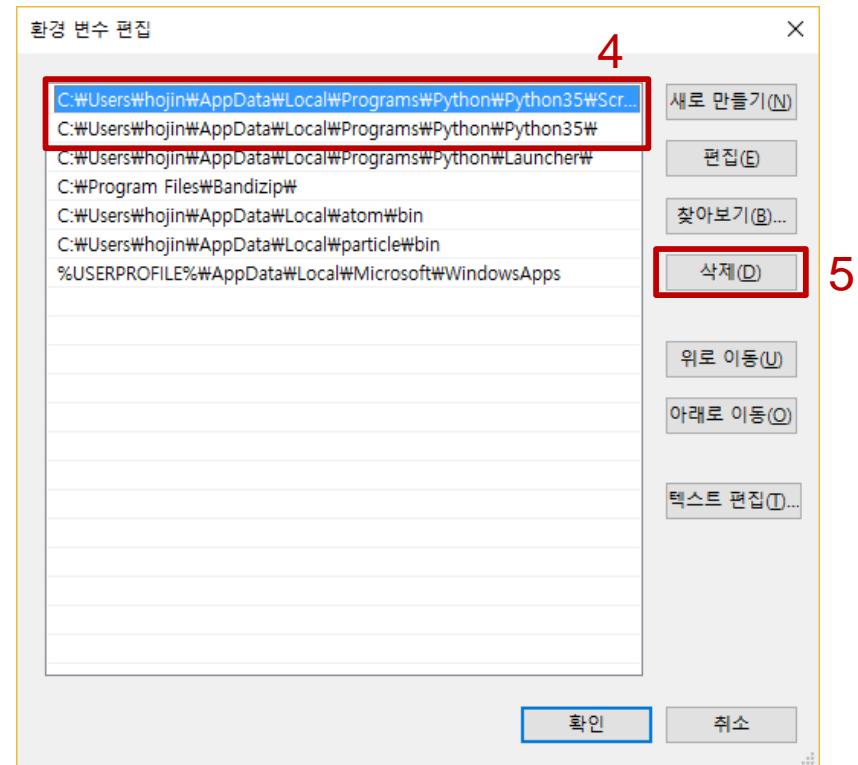 환경 변수 편집
4
C:₩Users₩hojin₩AppData₩Local₩Programs₩Python₩Python35₩Scr...
새로 만들기(N)
C:₩Users₩hojin₩AppData₩Local₩Programs₩Python₩Python35₩
C:₩Users₩hojin₩AppData₩Local₩Programs₩Python₩Launcher₩
편집(E)
C:₩Program Files₩Bandizip₩
C:₩Users₩hojin₩AppData₩Local₩atom₩bin
찾아보기(B)...
C:₩Users₩hojin₩AppData₩Local₩particle₩bin
%USERPROFILE%₩AppData₩Local₩Microsoft₩WindowsApps
삭제(D)
5
위로 이동(U)
아래로 이동(O)
텍스트 편집(T)...
확인
취소